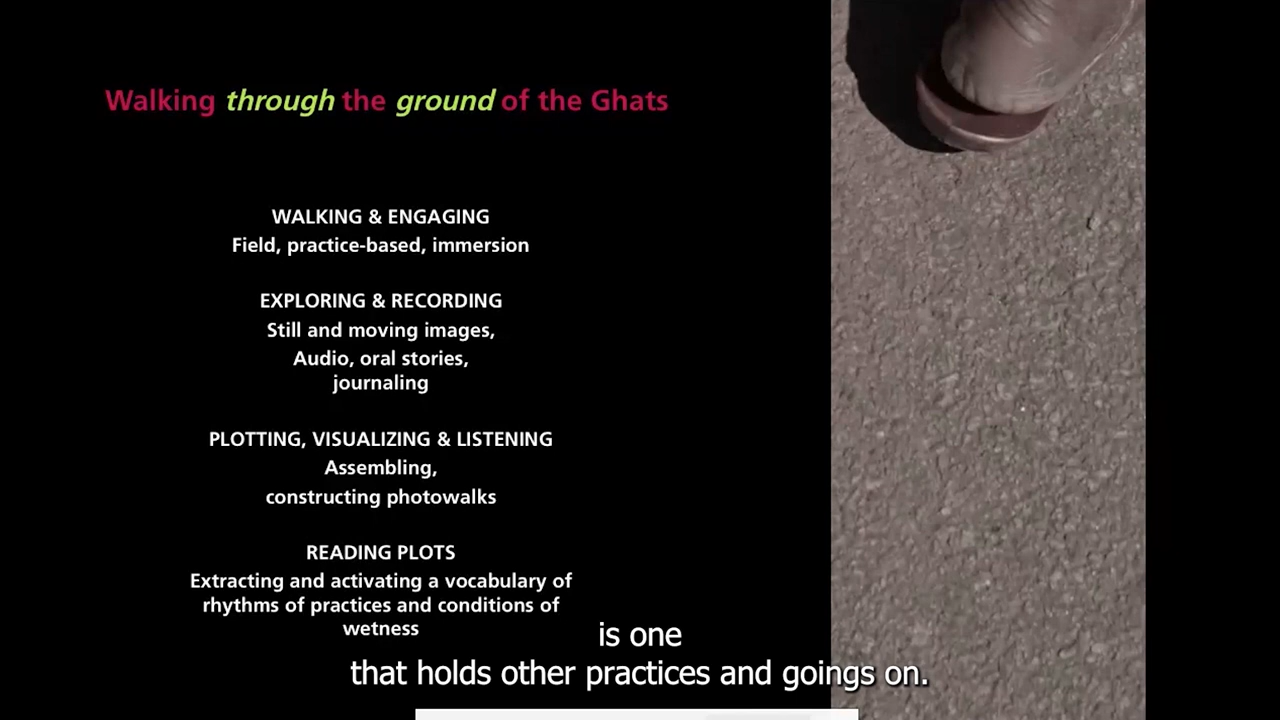 Walking through the ground of the Ghats
WALKING & ENGAGING
Field, practice-based, immersion
EXPLORING & RECORDING
Still and moving images,
Audio, oral stories,
journaling
PLOTTING, VISUALIZING & LISTENING
Assembling,
constructing photowalks
READING PLOTS
Extracting and activating a vocabulary of
rhythms of practices and conditions of
wetness
is one
that holds other practices and goings on.